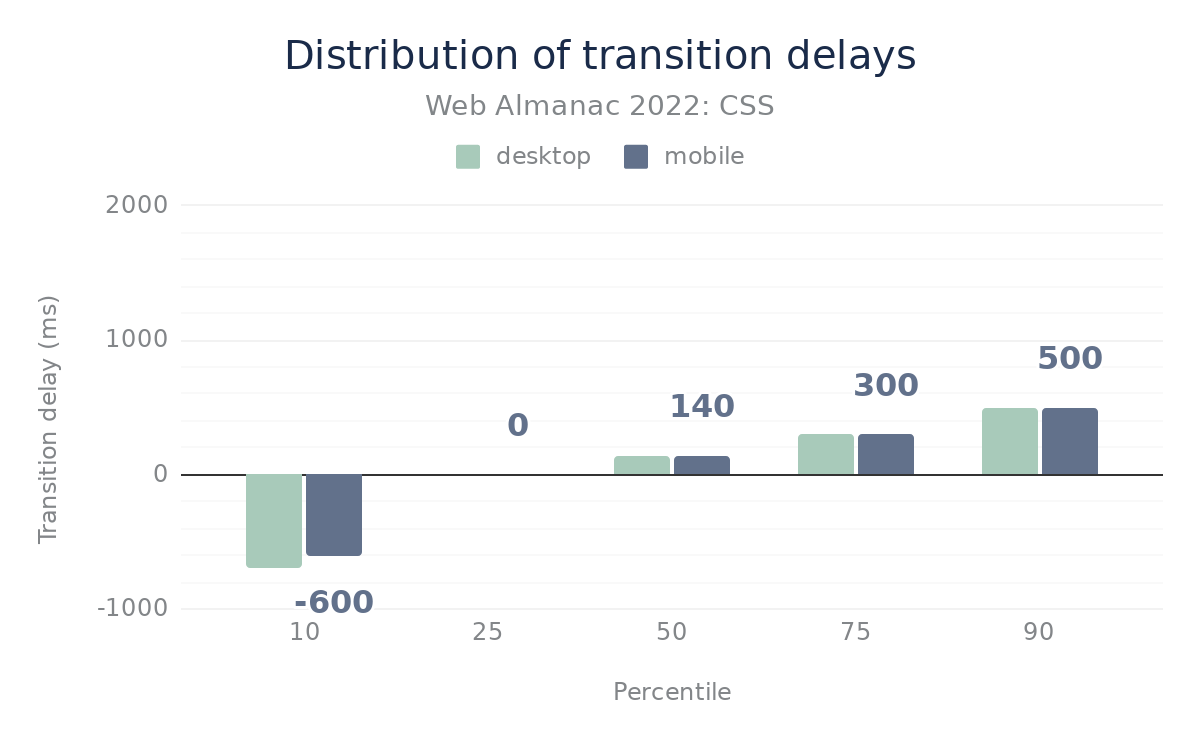 Distribution of transition delays
Web Almanac 2022: CSS
desktop mobile
2000
1000
0
-1000
Transition delay (ms)
-600
0
140
300
500
10 25 50 75 90
Percentile